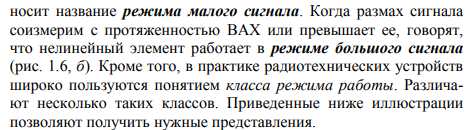 носит название режима малого сигнала. Когда размах сигнала
соизмерим с протяженностью ВАХ или превышает ее, говорят,
что нелинейный элемент работает в режиме большого сигнала
(рис. 1.6, б). Кроме того, в практике радиотехнических устройств
широко пользуются понятием класса режима работы. Различа-
ют несколько таких классов. Приведенные ниже иллюстрации
позволяют получить нужные представления.